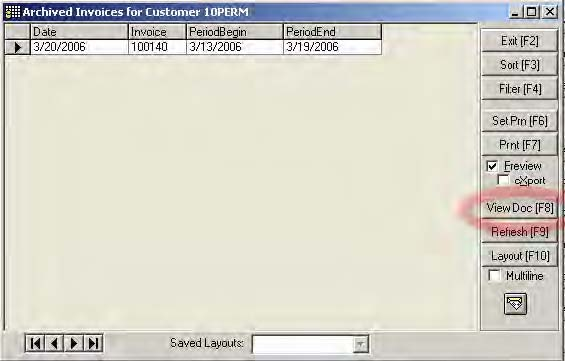 Archived Invoices for Customer 10PERM
Date Invoice PeriodBegin PeriodEnd
3/20/2006 100140 3/13/2006 3/19/2006
Exit [F2]
Sort [F3]
Filter [F4]
Set Prn [F6]
Prnt [F7]
Preview
eXport
View Doc [F8]
Refresh [F9]
Layout [F10]
Multiline
Saved Layouts: